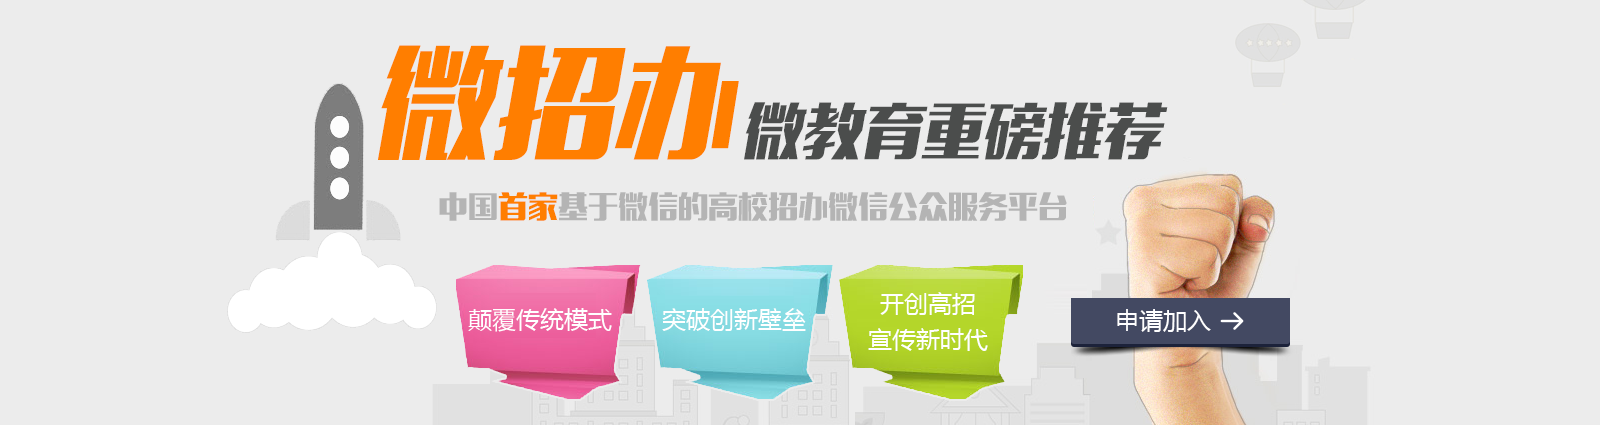 微招办 微教育重磅推荐
中国首家基于微信的高校招办微信公众服务平台
颠覆传统模式
突破创新壁垒
开创高招
宣传新时代
申请加入 →